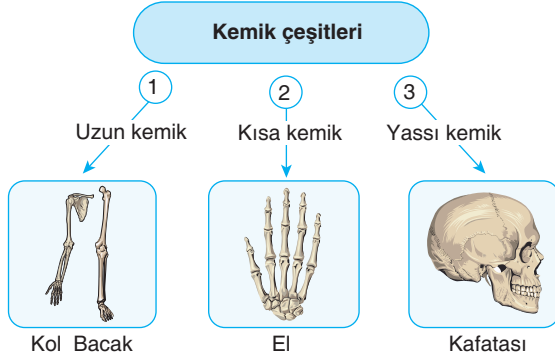 Kemik çeşitleri
1
2
3
Uzun kemik
Kısa kemik
Yassı kemik
Kol Bacak
El
Kafatası